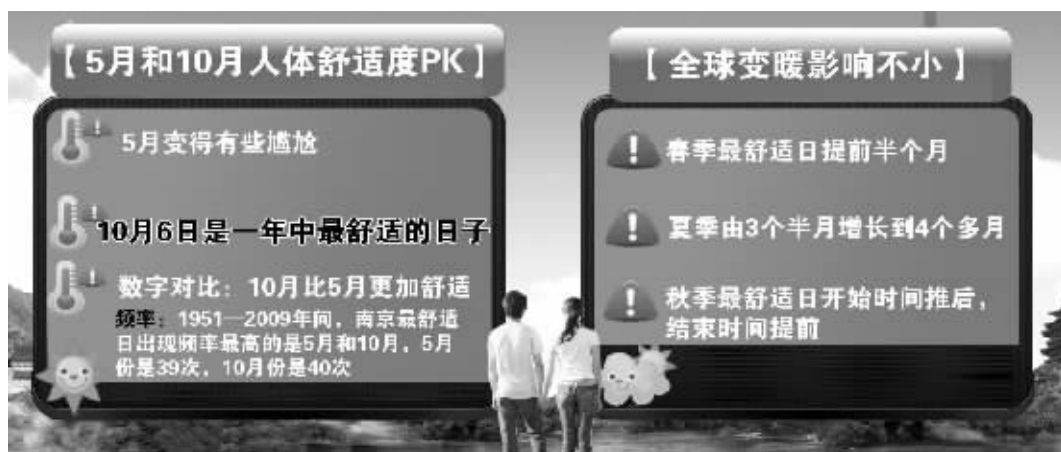 【5月和10月人体舒适度PK】
5月变得有些尴尬
10月6日是一年中最舒适的日子
数字对比：10月比5月更加舒适
频率：1951—2009年间，南京最舒适
日出现频率最高的是5月和10月，5月
份是39次，10月份是40次
【全球变暖影响不小】
春季最舒适日提前半个月
夏季由3个半月增长到4个多月
秋季最舒适日开始时间推后，
结束时间提前